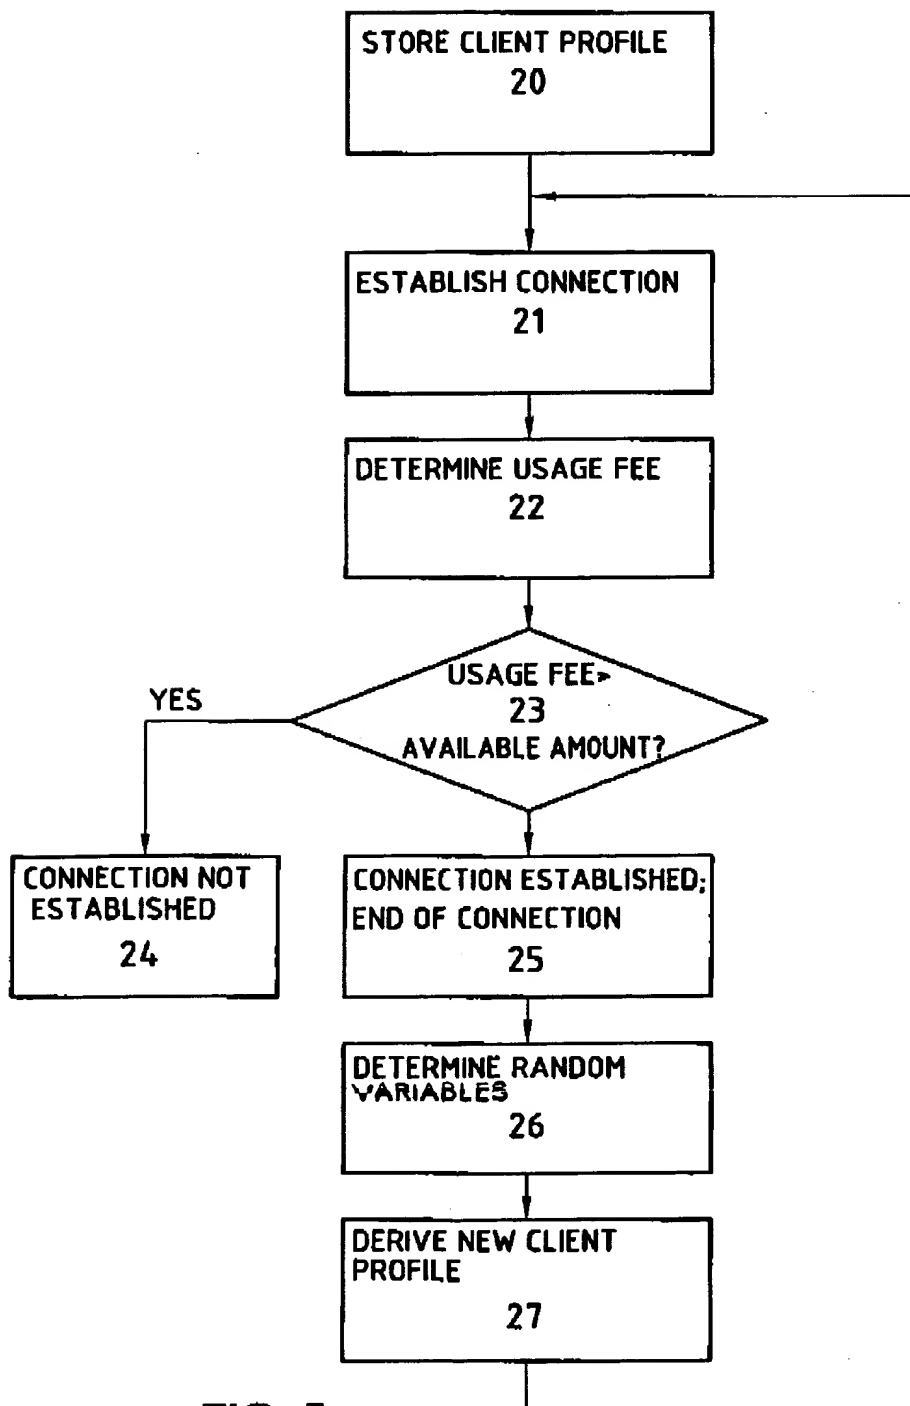 STORE CLIENT PROFILE
20
ESTABLISH CONNECTION
21
DETERMINE USAGE FEE
22
USAGE FEE>
23
AVAILABLE AMOUNT?
YES
CONNECTION NOT
ESTABLISHED
24
CONNECTION ESTABLISHED;
END OF CONNECTION
25
DETERMINE RANDOM
VARIABLES
26
DERIVE NEW CLIENT
PROFILE
27